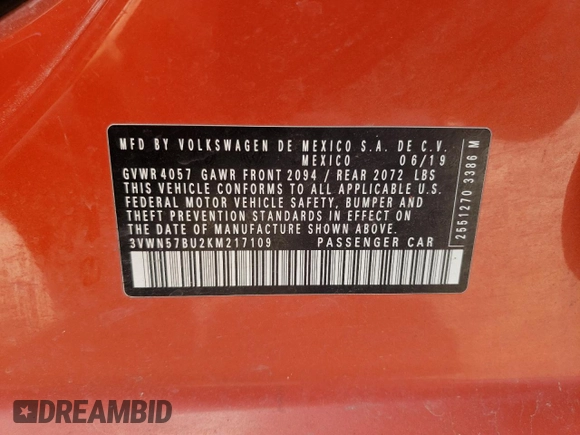 MFD BY VOLKSWAGEN DE MEXICO S.A. DE C.V.
MEXICO 06/19
GVWR 4057 GAWR FRONT 2094 / REAR 2072 LBS
THIS VEHICLE CONFORMS TO ALL APPLICABLE U.S.
FEDERAL MOTOR VEHICLE SAFETY, BUMPER AND
THEFT PREVENTION STANDARDS IN EFFECT ON
THE DATE OF MANUFACTURE SHOWN ABOVE.
3VWN57BU2KM217109 PASSENGER CAR
2551270 3386 M
DREAMBID